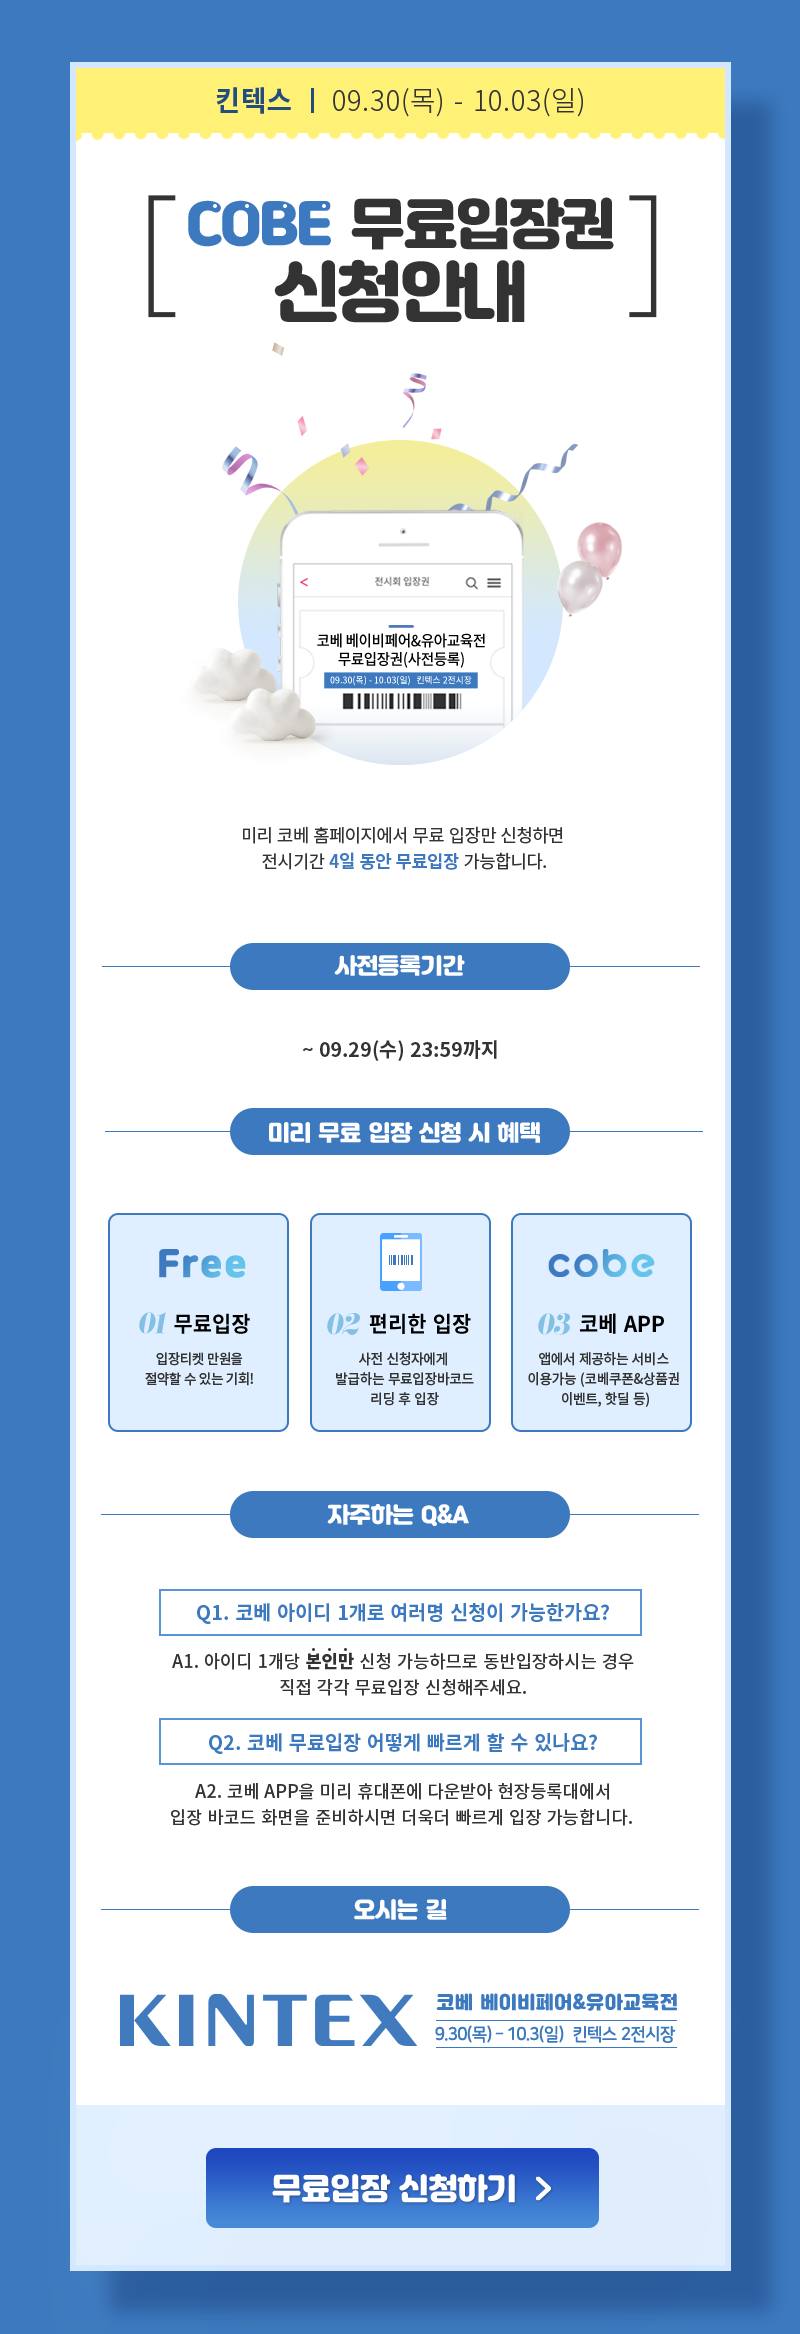 킨텍스 | 09.30(목) - 10.03(일)
COBE 무료입장권
신청안내
< 전시회 입장권
코베 베이비페어&유아교육전
무료입장권(사전등록)
09.30(목) - 10.03(일) 킨텍스 2전시장
미리 코베 홈페이지에서 무료 입장만 신청하면
전시기간 4일 동안 무료입장 가능합니다.
사전등록기간
~ 09.29(수) 23:59까지
미리 무료 입장 신청 시 혜택
Free
01 무료입장
입장티켓 만원을
절약할 수 있는 기회!
02 편리한 입장
사전 신청자에게
발급하는 무료입장바코드
리딩 후 입장
cobe
03 코베 APP
앱에서 제공하는 서비스
이용가능 (코베쿠폰&상품권
이벤트, 핫딜 등)
자주하는 Q&A
Q1. 코베 아이디 1개로 여러명 신청이 가능한가요?
A1. 아이디 1개당 본인만 신청 가능하므로 동반입장하시는 경우
직접 각각 무료입장 신청해주세요.
Q2. 코베 무료입장 어떻게 빠르게 할 수 있나요?
A2. 코베 APP을 미리 휴대폰에 다운받아 현장등록대에서
입장 바코드 화면을 준비하시면 더욱더 빠르게 입장 가능합니다.
오시는 길
KINTEX
코베 베이비페어&유아교육전
9.30(목) - 10.3(일) 킨텍스 2전시장
무료입장 신청하기 >